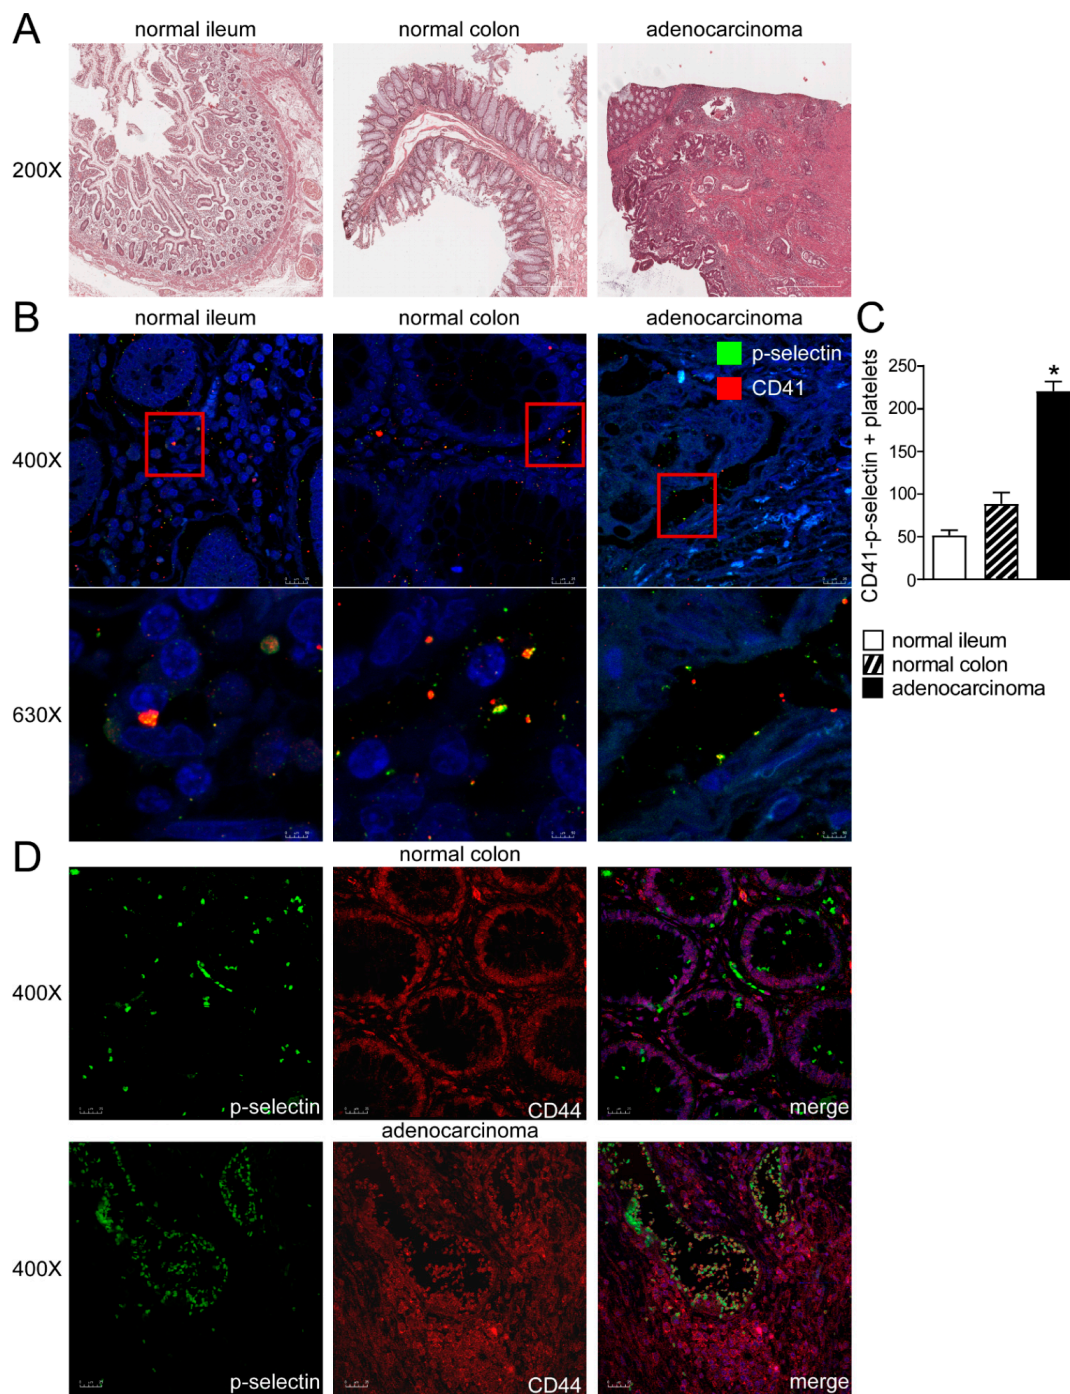 A
normal ileum
normal colon
adenocarcinoma
200X
B
normal ileum
normal colon
adenocarcinoma
p-selectin
CD41
400X
630X
C
CD41-p-selectin + platelets
250
200
150
100
50
0
*
normal ileum
normal colon
adenocarcinoma
D
normal colon
400X
p-selectin
CD44
merge
adenocarcinoma
400X
p-selectin
CD44
merge